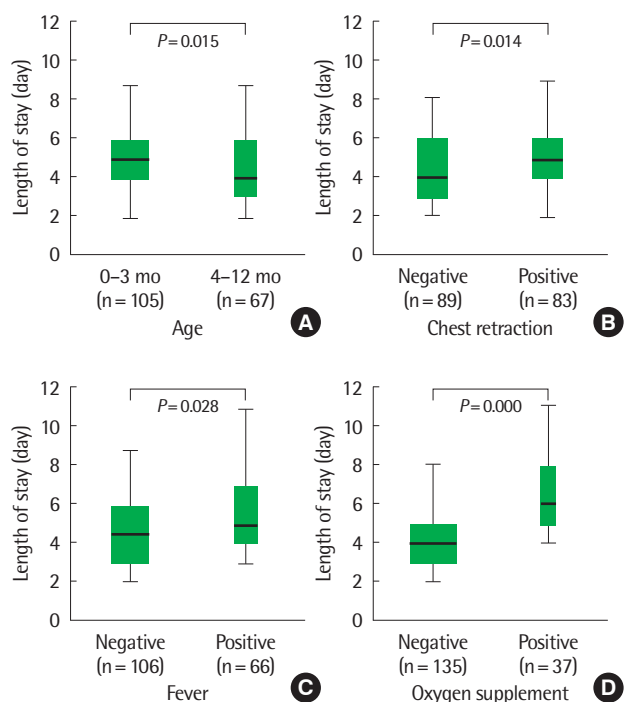 12
10
8
6
4
2
0
Length of stay (day)
P=0.015
0–3 mo
(n=105)
4–12 mo
(n=67)
Age
A
12
10
8
6
4
2
0
Length of stay (day)
P=0.014
Negative
(n=89)
Positive
(n=83)
Chest retraction
B
12
10
8
6
4
2
0
Length of stay (day)
P=0.028
Negative
(n=106)
Positive
(n=66)
Fever
C
12
10
8
6
4
2
0
Length of stay (day)
P=0.000
Negative
(n=135)
Positive
(n=37)
Oxygen supplement
D